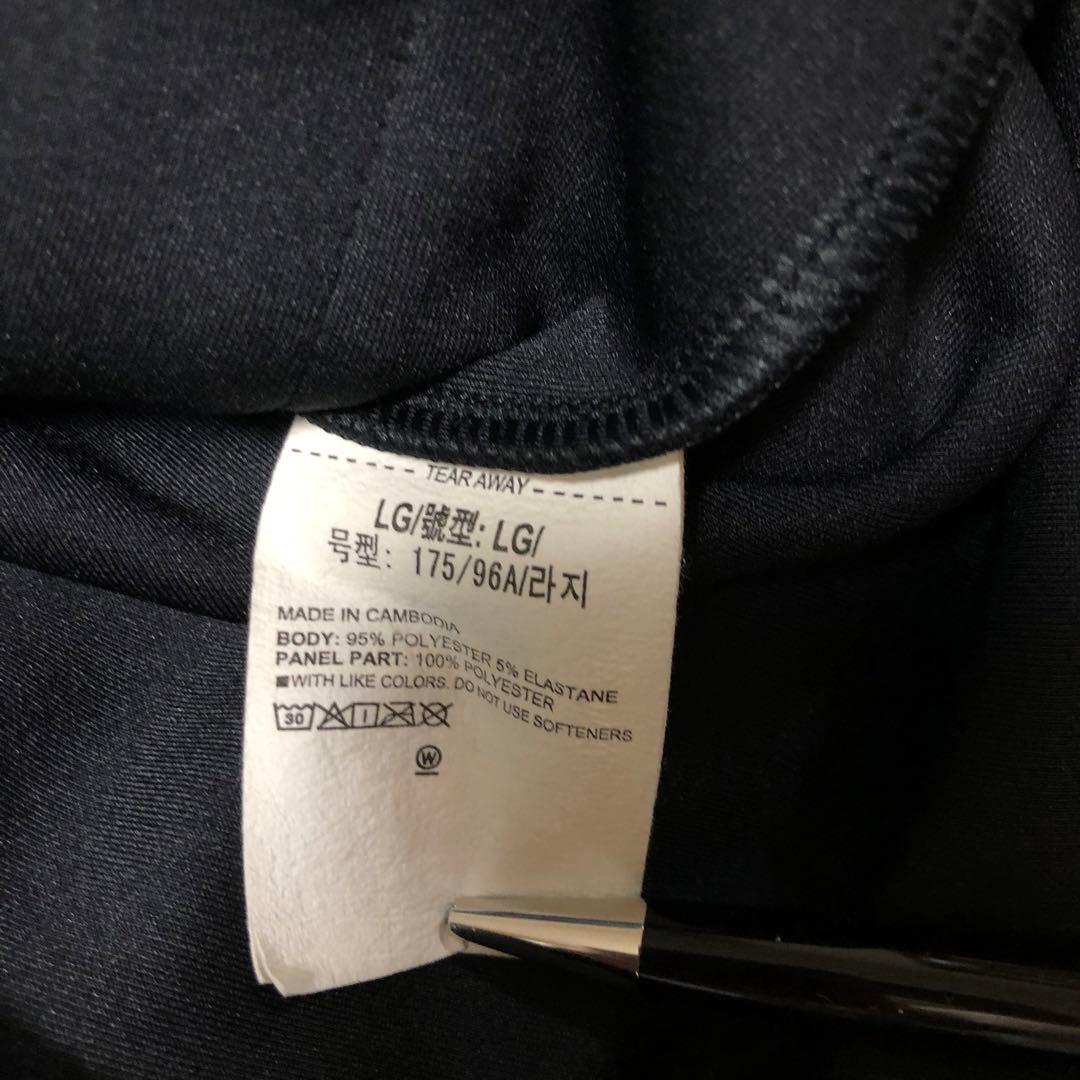 TEAR AWAY
LG/號型: LG/
号型: 175/96A/라지
MADE IN CAMBODIA
BODY: 95% POLYESTER 5% ELASTANE
PANEL PART: 100% POLYESTER
WITH LIKE COLORS. DO NOT USE SOFTENERS
30
W